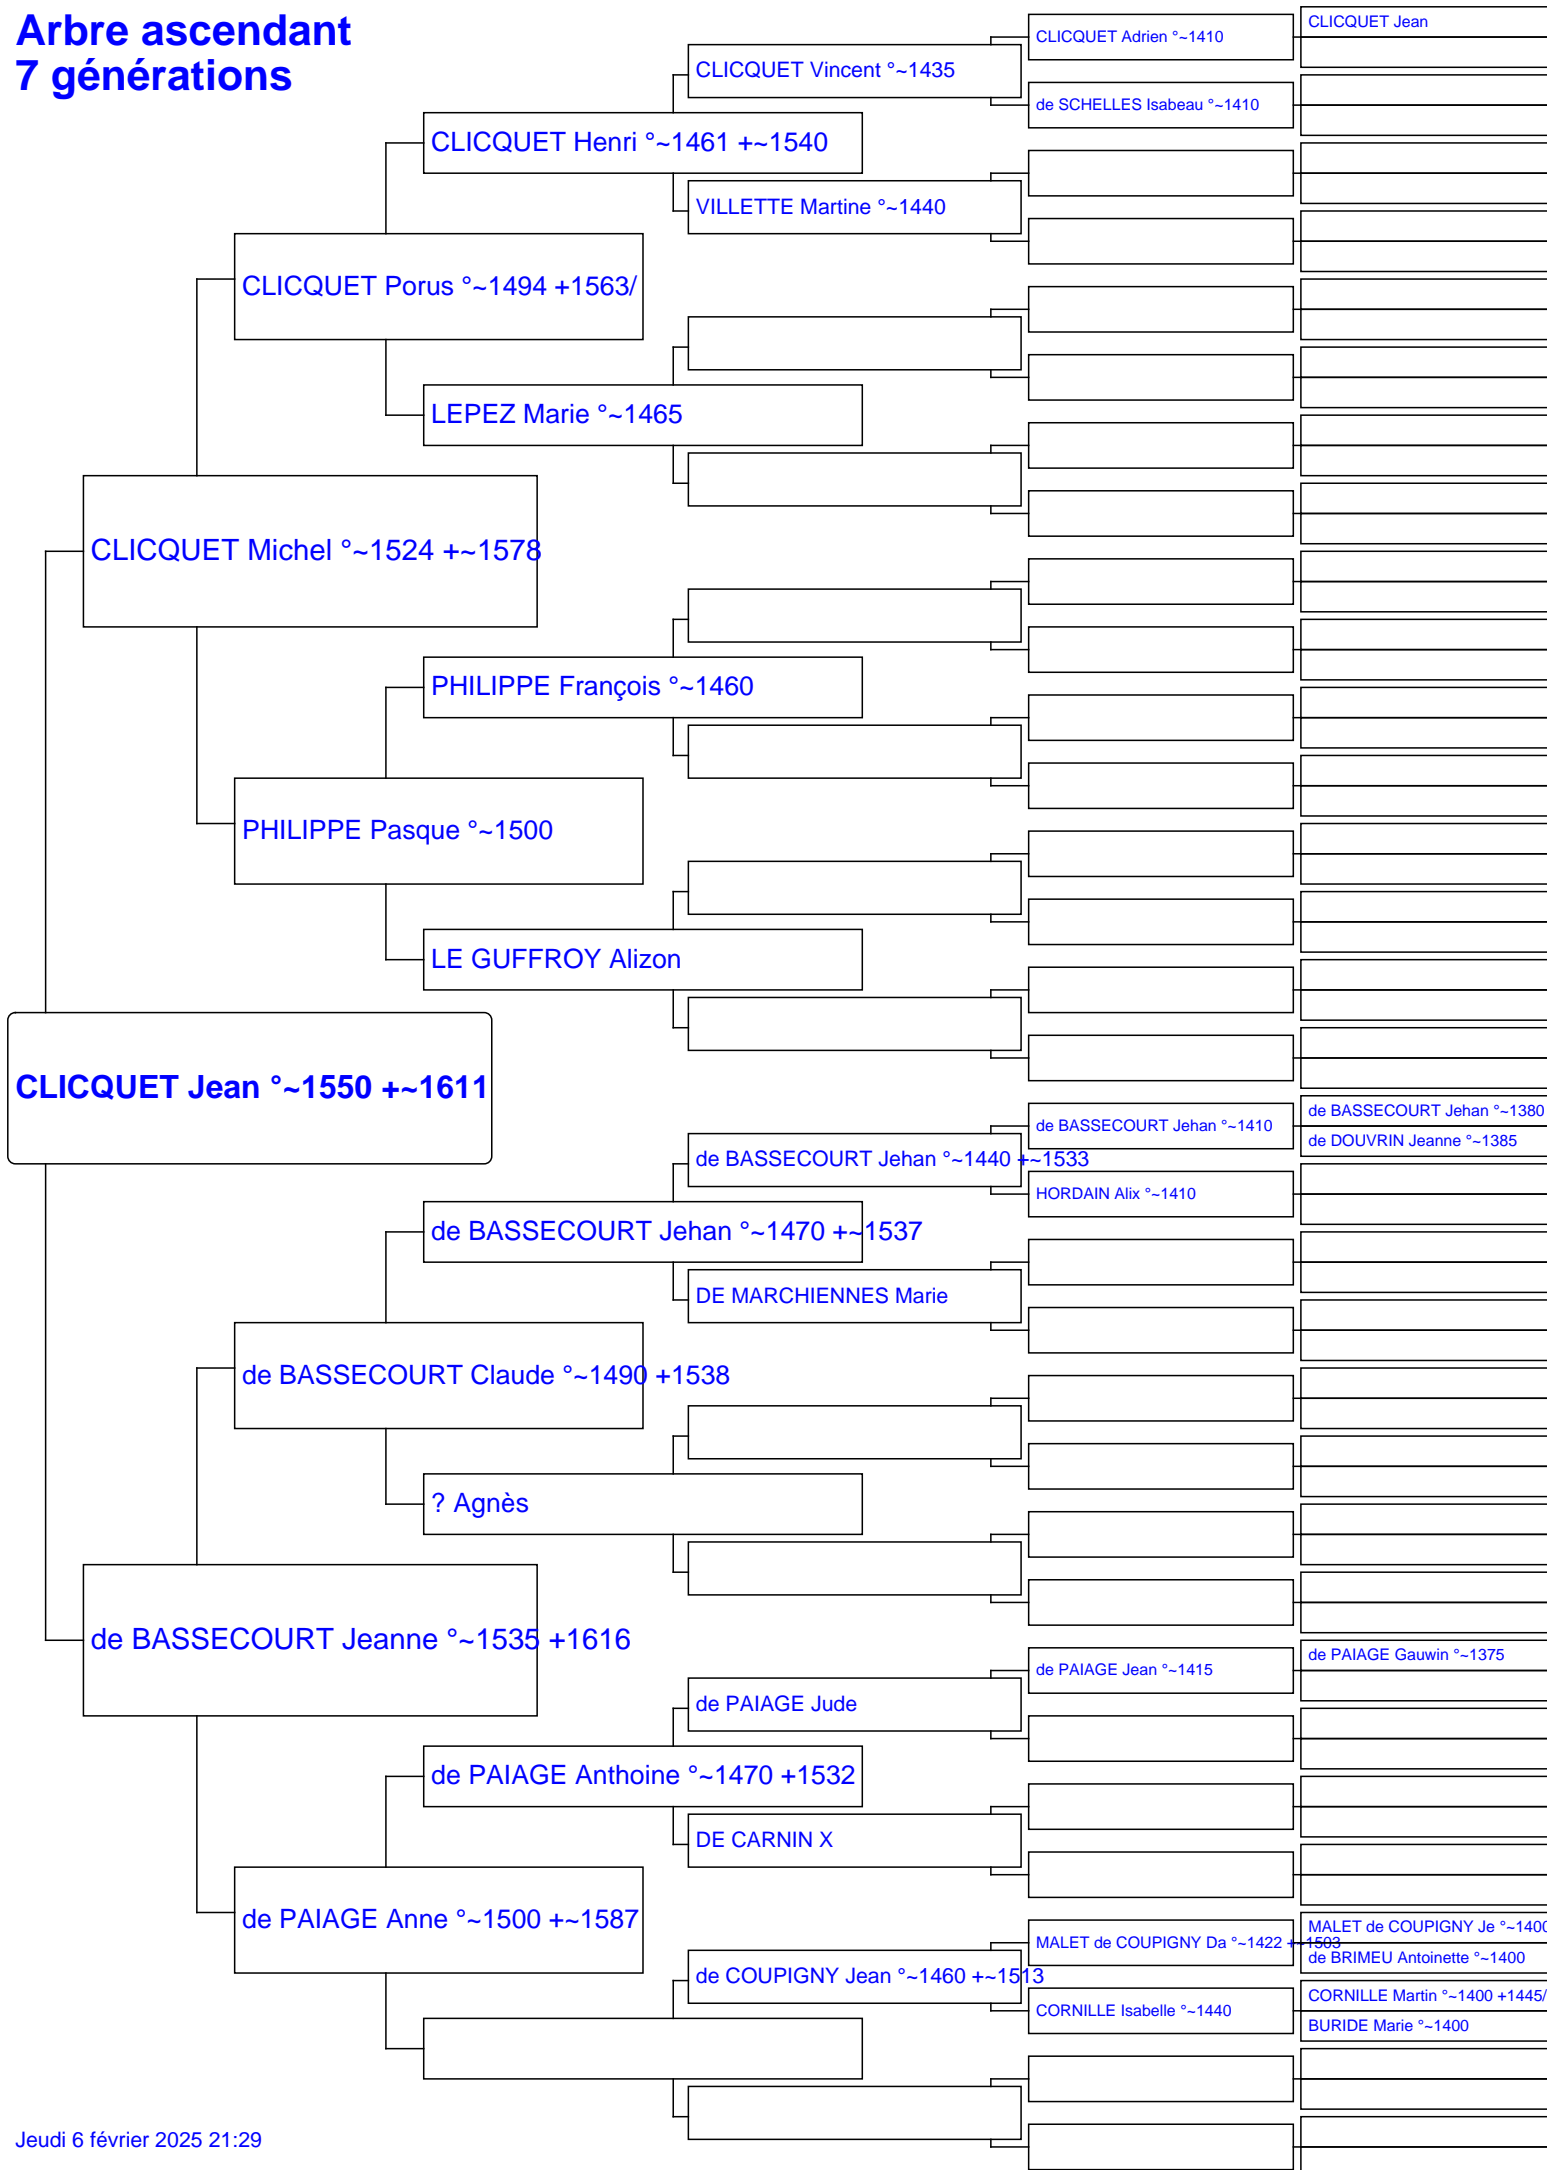 Arbre ascendant
7 générations
CLICQUET Jean
CLICQUET Adrien °~1410
CLICQUET Vincent °~1435
de SCHELLES Isabeau °~1410
CLICQUET Henri °~1461 +~1540
VILLETTE Martine °~1440
CLICQUET Porus °~1494 +1563/
LEPEZ Marie °~1465
CLICQUET Michel °~1524 +~1578
PHILIPPE François °~1460
PHILIPPE Pasque °~1500
LE GUFFROY Alizon
CLICQUET Jean °~1550 +~1611
de BASSECOURT Jehan °~1380
de BASSECOURT Jehan °~1410
de DOUVRIN Jeanne °~1385
de BASSECOURT Jehan °~1440 +~1533
HORDAIN Alix °~1410
de BASSECOURT Jehan °~1470 +~1537
DE MARCHIENNES Marie
de BASSECOURT Claude °~1490 +1538
? Agnès
de BASSECOURT Jeanne °~1535 +1616
de PAIAGE Gauwin °~1375
de PAIAGE Jean °~1415
de PAIAGE Jude
de PAIAGE Anthoine °~1470 +1532
DE CARNIN X
de PAIAGE Anne °~1500 +~1587
MALET de COUPIGNY Je °~1400
MALET de COUPIGNY Da °~1422 +~1503
de BRIMEU Antoinette °~1400
de COUPIGNY Jean °~1460 +~1513
CORNILLE Martin °~1400 +1445/
CORNILLE Isabelle °~1440
BURIDE Marie °~1400
Jeudi 6 février 2025 21:29